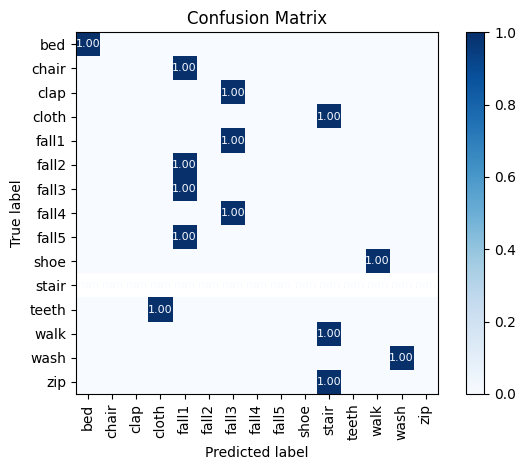 Confusion Matrix
True label
bed 1.00
chair 1.00
clap 1.00
cloth 1.00
fall1 1.00
fall2 1.00
fall3 1.00
fall4 1.00
fall5 1.00
shoe 1.00
stair
teeth 1.00
walk 1.00
wash 1.00
zip 1.00
bed chair clap cloth fall1 fall2 fall3 fall4 fall5 shoe stair teeth walk wash zip
Predicted label
1.0
0.8
0.6
0.4
0.2
0.0